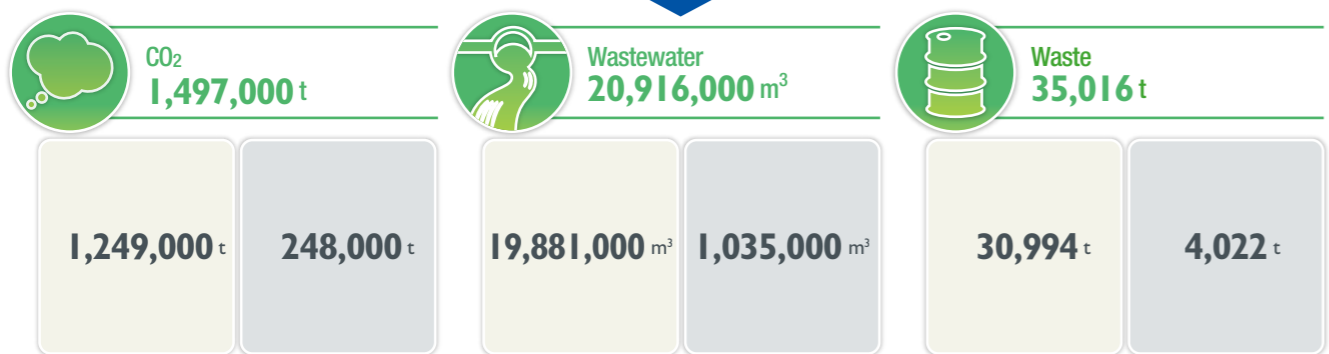 CO₂
1,497,000 t
1,249,000 t
248,000 t
Wastewater
20,916,000 m³
19,881,000 m³
1,035,000 m³
Waste
35,016 t
30,994 t
4,022 t